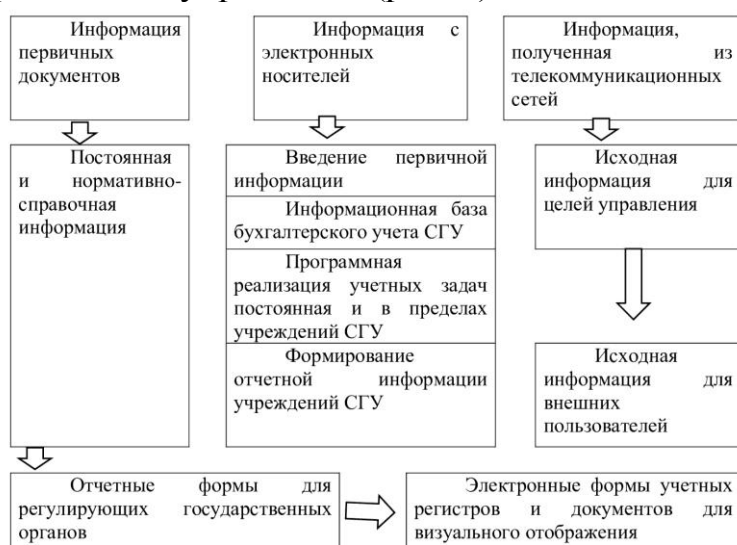 Информация
первичных
документов
Информация с
электронных
носителей
Информация,
полученная из
телекоммуникационных
сетей
Постоянная
и нормативно-
справочная
информация
Введение первичной
информации
Информационная база
бухгалтерского учета СГУ
Программная
реализация учетных задач
постоянная и в пределах
учреждений СГУ
Формирование
отчетной информации
учреждений СГУ
Исходная
информация для
целей управления
Исходная
информация для
внешних
пользователей
Отчетные формы для
регулирующих государственных
органов
Электронные формы учетных
регистров и документов для
визуального отображения